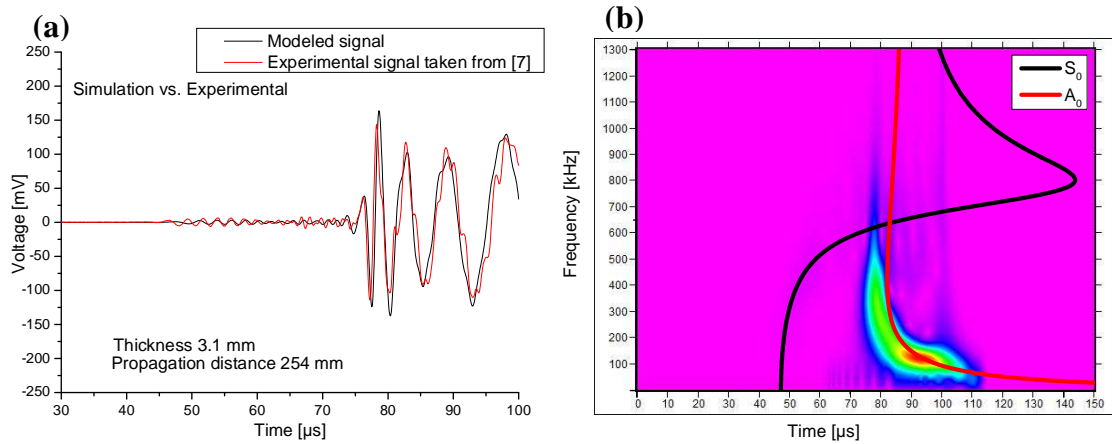 (a)
250
200
150
100
50
0
-50
-100
-150
-200
-250
Voltage [mV]
Modeled signal
Experimental signal taken from [7]
Simulation vs. Experimental
Thickness 3.1 mm
Propagation distance 254 mm
30 40 50 60 70 80 90 100
Time [µs]
(b)
1300
1200
1100
1000
900
800
700
600
500
400
300
200
100
Frequency [kHz]
S₀
A₀
0 10 20 30 40 50 60 70 80 90 100 110 120 130 140 150
Time [µs]